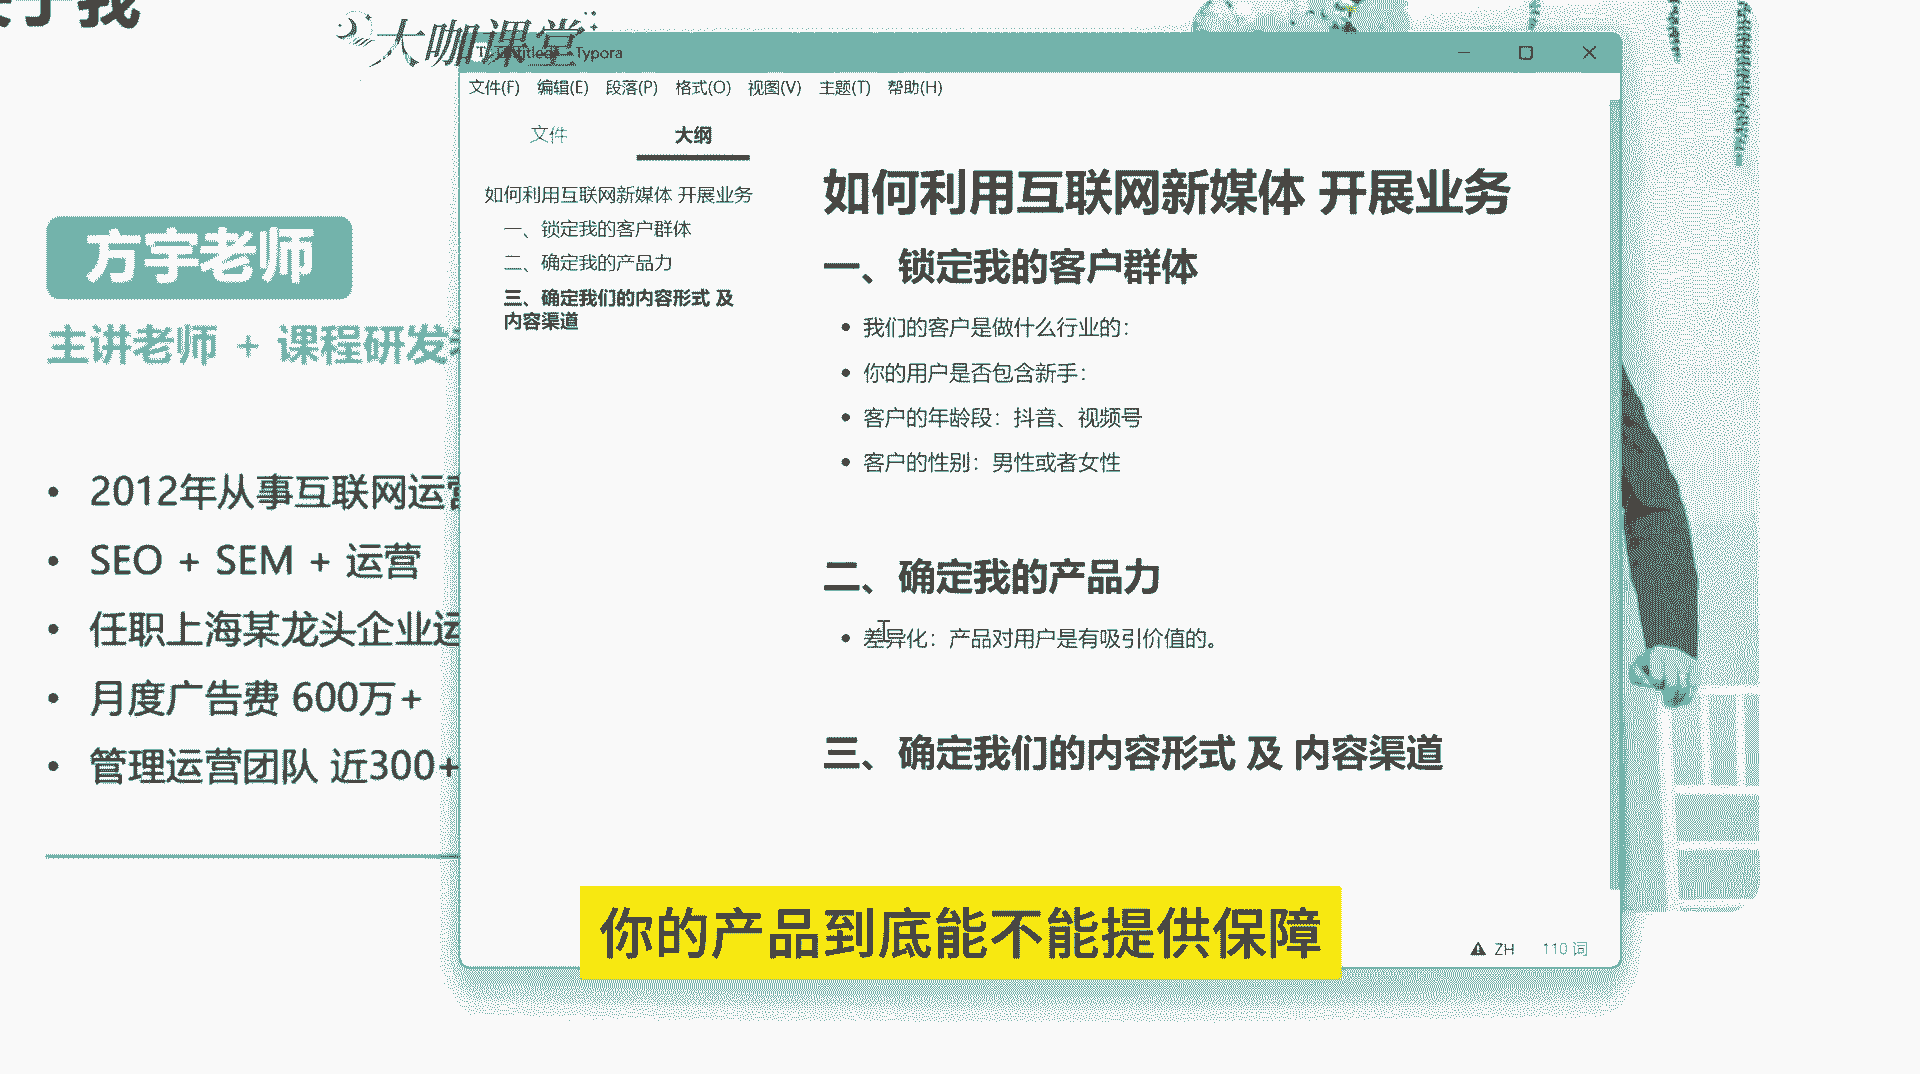 大咖课堂
Typora
文件(F) 编辑(E) 段落(P) 格式(O) 视图(V) 主题(T) 帮助(H)
文件 大纲
如何利用互联网新媒体 开展业务
一、锁定我的客户群体
二、确定我的产品力
三、确定我们的内容形式 及
内容渠道
如何利用互联网新媒体 开展业务
一、锁定我的客户群体
我们的客户是做什么行业的:
你的用户是否包含新手:
客户的年龄段: 抖音、视频号
客户的性别: 男性或者女性
二、确定我的产品力
差异化: 产品对用户是有吸引价值的。
三、确定我们的内容形式 及 内容渠道
ZH 110 词
方宇老师
主讲老师 + 课程研发
2012年从事互联网运营
SEO + SEM + 运营
任职上海某龙头企业运
月度广告费 600万+
管理运营团队 近300+
你的产品到底能不能提供保障